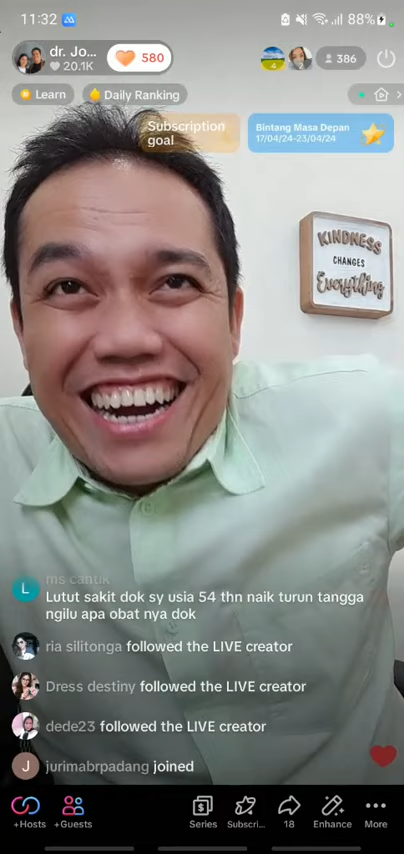 11:32
88%
dr. Jo...
20.1K
580
2
386
Learn
Daily Ranking
Subscription
goal
Bintang Masa Depan
17/04/24-23/04/24
KINDNESS
CHANGES
Everything
ms cantik
L
Lutut sakit dok sy usia 54 thn naik turun tangga
ngilu apa obat nya dok
ria silitonga followed the LIVE creator
Dress destiny followed the LIVE creator
dede23 followed the LIVE creator
J
jurimabrpadang joined
+Hosts
+Guests
Series
Subscri...
18
Enhance
More